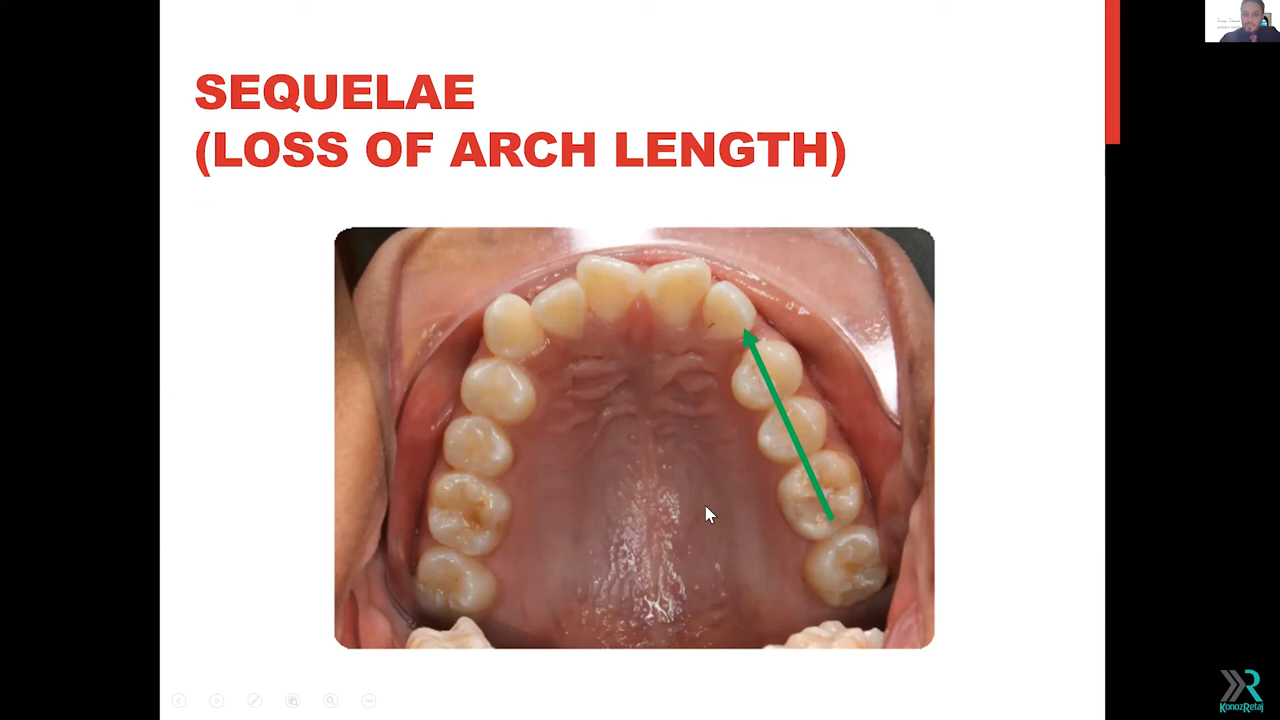 SEQUELAE
(LOSS OF ARCH LENGTH)
KonozRetaj